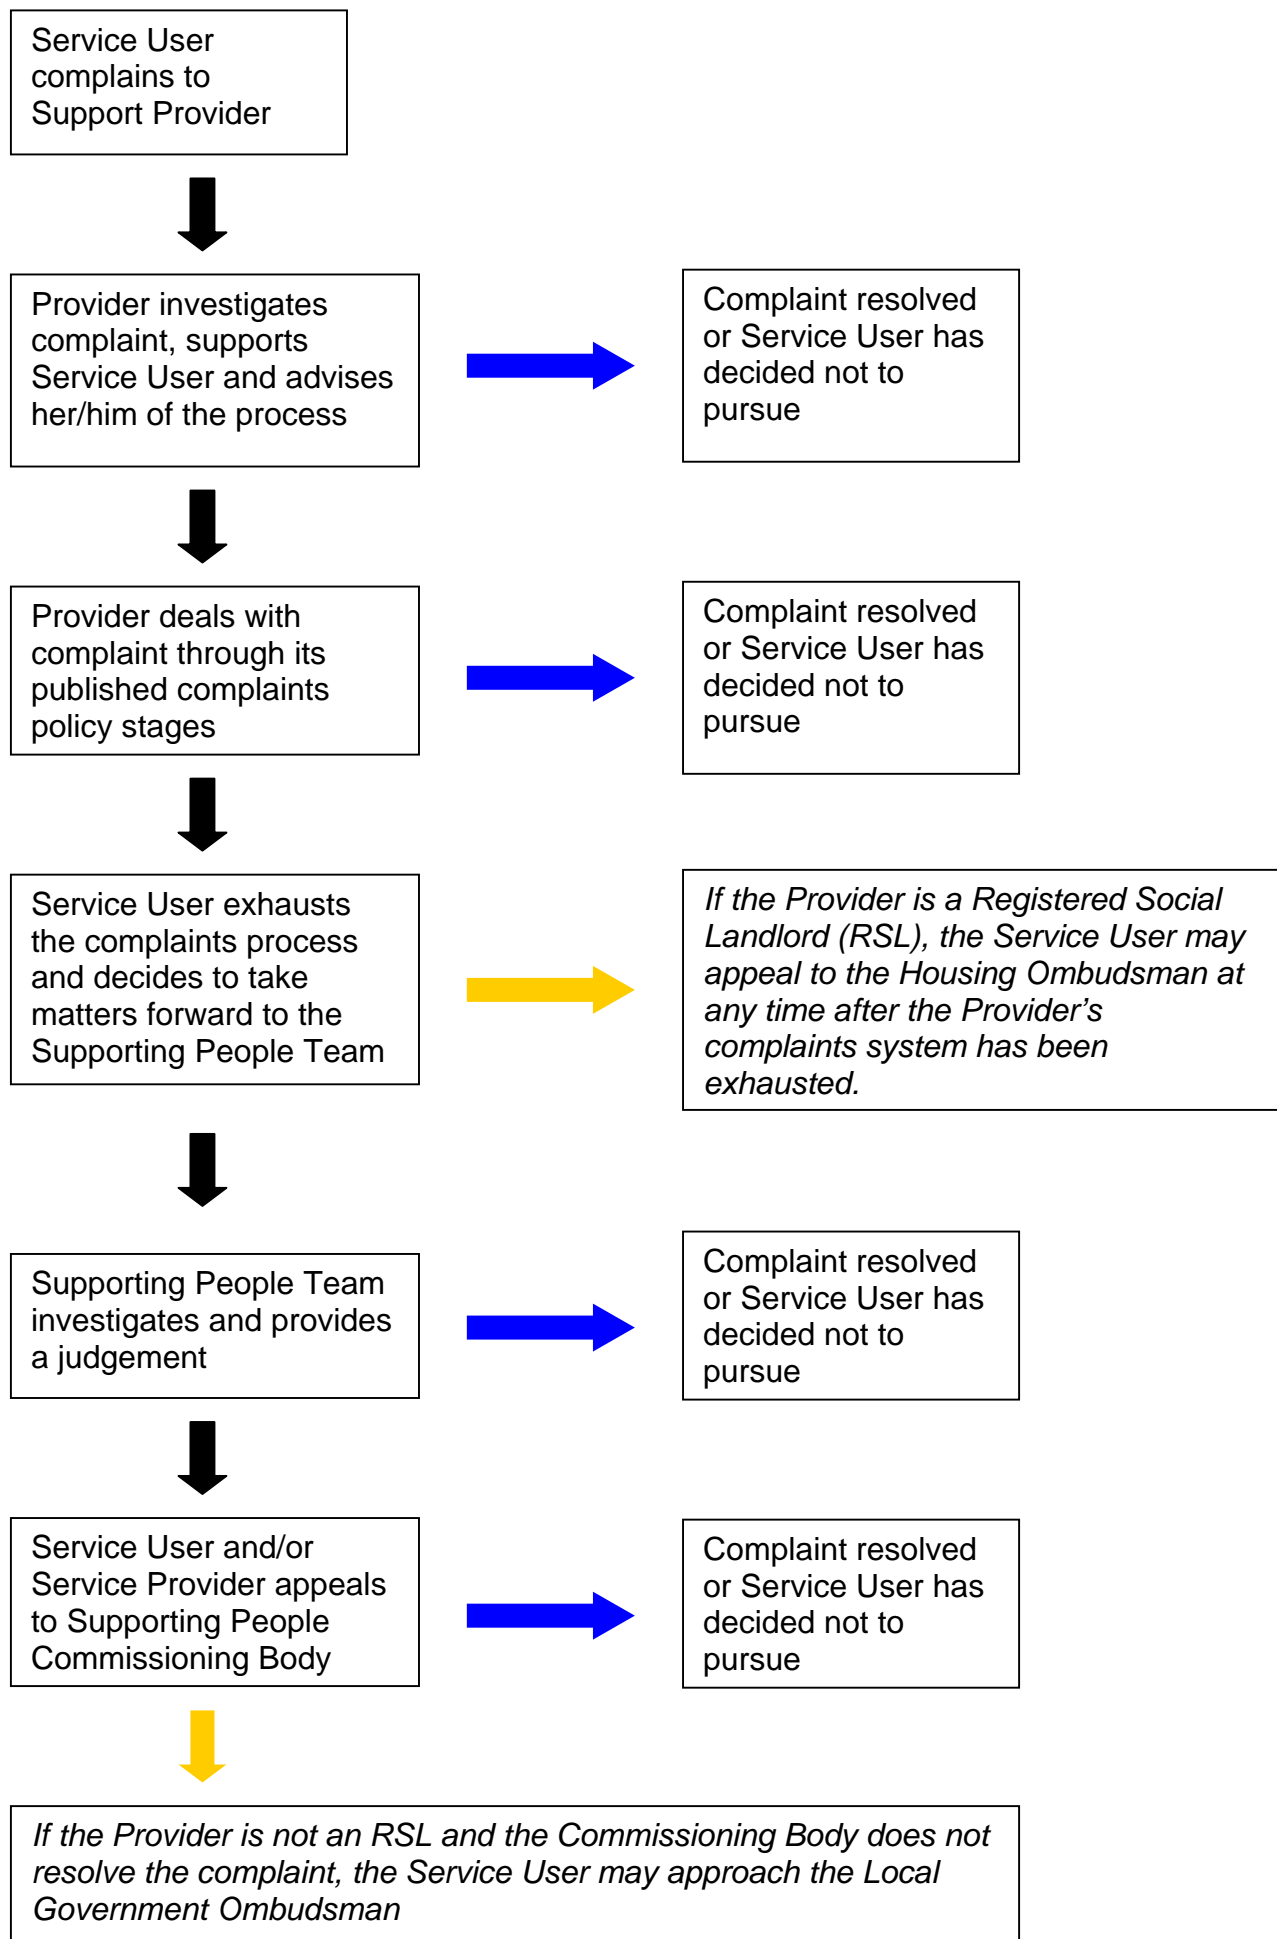 Service User
complains to
Support Provider
Provider investigates
complaint, supports
Service User and advises
her/him of the process
Complaint resolved
or Service User has
decided not to
pursue
Provider deals with
complaint through its
published complaints
policy stages
Complaint resolved
or Service User has
decided not to
pursue
Service User exhausts
the complaints process
and decides to take
matters forward to the
Supporting People Team
If the Provider is a Registered Social
Landlord (RSL), the Service User may
appeal to the Housing Ombudsman at
any time after the Provider’s
complaints system has been
exhausted.
Supporting People Team
investigates and provides
a judgement
Complaint resolved
or Service User has
decided not to
pursue
Service User and/or
Service Provider appeals
to Supporting People
Commissioning Body
Complaint resolved
or Service User has
decided not to
pursue
If the Provider is not an RSL and the Commissioning Body does not
resolve the complaint, the Service User may approach the Local
Government Ombudsman